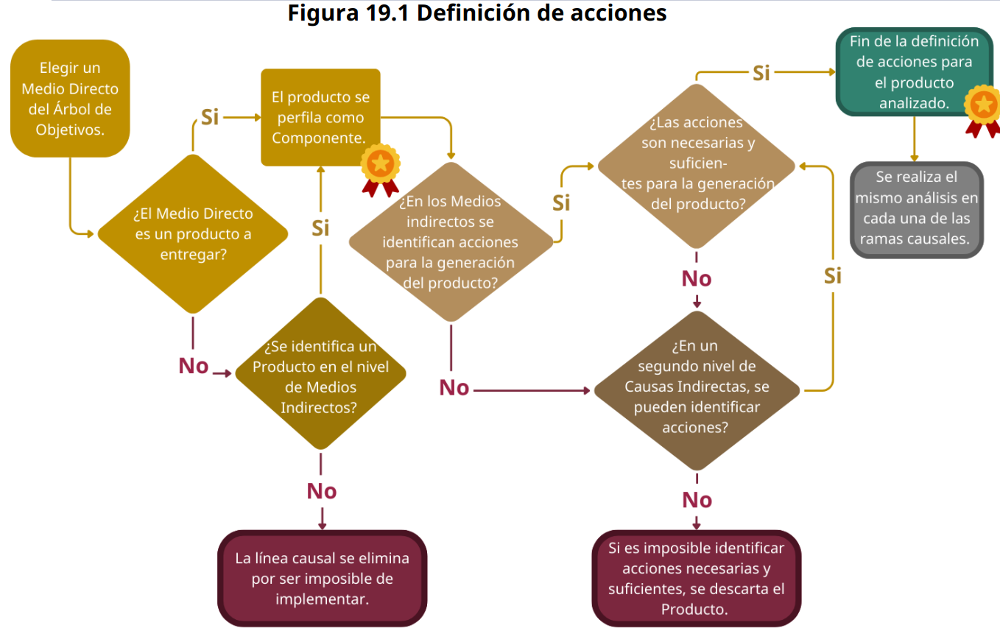 Figura 19.1 Definición de acciones
Elegir un
Medio Directo
del Árbol de
Objetivos.
¿El Medio Directo
es un producto a
entregar?
Si
No
El producto se
perfila como
Componente.
Si
¿Se identifica un
Producto en el nivel
de Medios
Indirectos?
No
La línea causal se elimina
por ser imposible de
implementar.
¿En los Medios
indirectos se
identifican acciones
para la generación
del producto?
Si
No
¿Las acciones
son necesarias y
suficien-
tes para la generación
del producto?
Si
No
¿En un
segundo nivel de
Causas Indirectas, se
pueden identificar
acciones?
Si
No
Si es imposible identificar
acciones necesarias y
suficientes, se descarta el
Producto.
Fin de la definición
de acciones para
el producto
analizado.
Se realiza el
mismo análisis en
cada una de las
ramas causales.